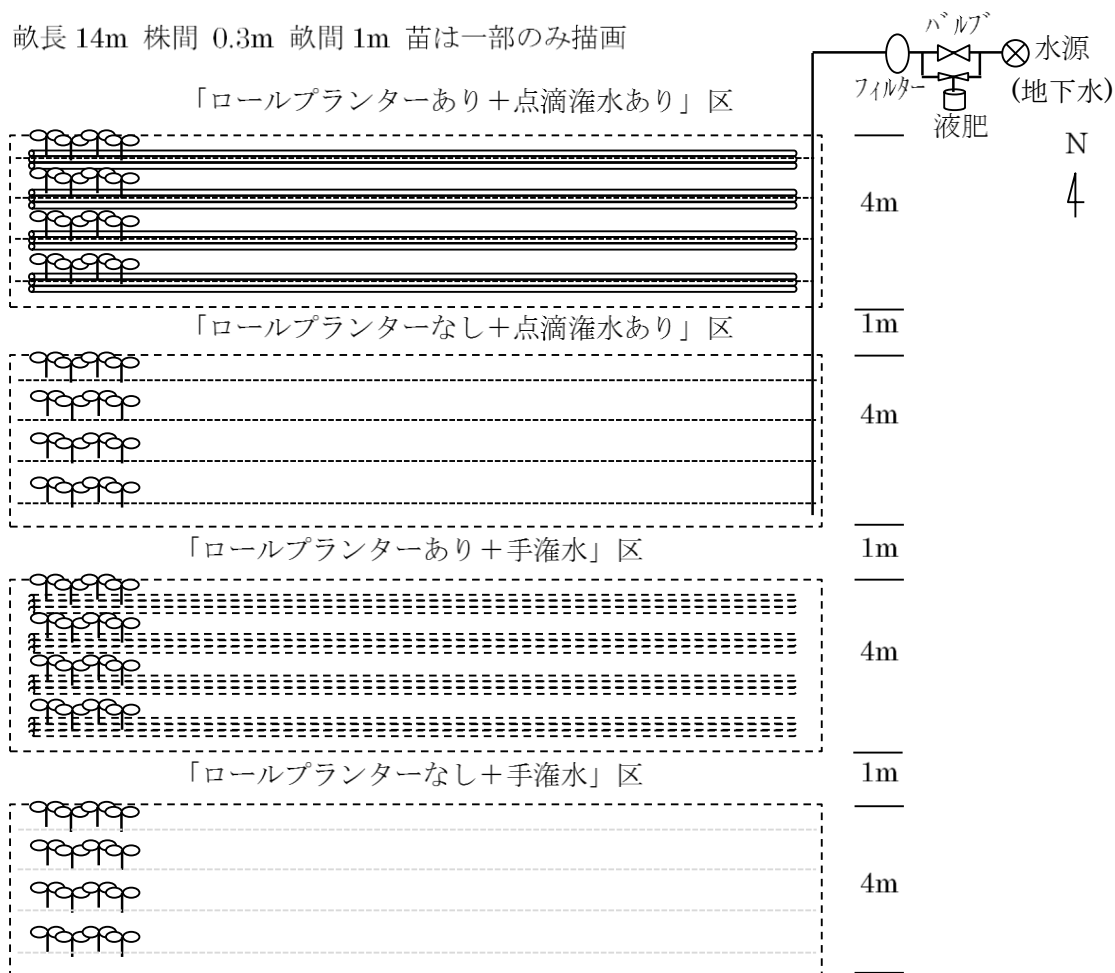 畝長 14m 株間 0.3m 畝間 1m 苗は一部のみ描画
バルブ
水源
(地下水)
フィルター
液肥
N
「ロールプランターあり＋点滴潅水あり」区
4m
1m
「ロールプランターなし＋点滴潅水あり」区
4m
1m
「ロールプランターあり＋手潅水」区
4m
1m
「ロールプランターなし＋手潅水」区
4m